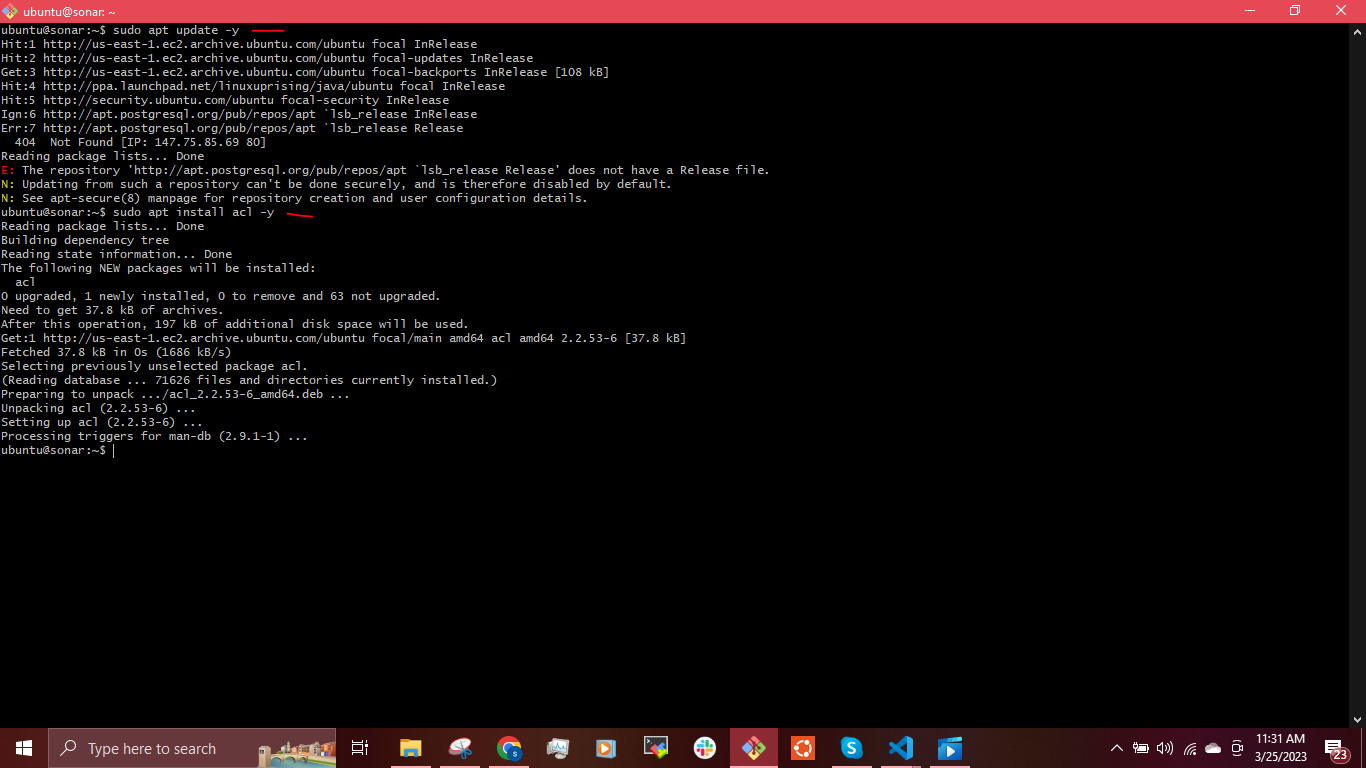 ubuntu@sonar: ~
ubuntu@sonar:~$ sudo apt update -y
Hit:1 http://us-east-1.ec2.archive.ubuntu.com/ubuntu focal InRelease
Hit:2 http://us-east-1.ec2.archive.ubuntu.com/ubuntu focal-updates InRelease
Get:3 http://us-east-1.ec2.archive.ubuntu.com/ubuntu focal-backports InRelease [108 kB]
Hit:4 http://ppa.launchpad.net/linuxuprising/java/ubuntu focal InRelease
Hit:5 http://security.ubuntu.com/ubuntu focal-security InRelease
Ign:6 http://apt.postgresql.org/pub/repos/apt `lsb_release InRelease
Err:7 http://apt.postgresql.org/pub/repos/apt `lsb_release Release
  404  Not Found [IP: 147.75.85.69 80]
Reading package lists... Done
E: The repository 'http://apt.postgresql.org/pub/repos/apt `lsb_release Release' does not have a Release file.
N: Updating from such a repository can't be done securely, and is therefore disabled by default.
N: See apt-secure(8) manpage for repository creation and user configuration details.
ubuntu@sonar:~$ sudo apt install acl -y
Reading package lists... Done
Building dependency tree
Reading state information... Done
The following NEW packages will be installed:
  acl
0 upgraded, 1 newly installed, 0 to remove and 63 not upgraded.
Need to get 37.8 kB of archives.
After this operation, 197 kB of additional disk space will be used.
Get:1 http://us-east-1.ec2.archive.ubuntu.com/ubuntu focal/main amd64 acl amd64 2.2.53-6 [37.8 kB]
Fetched 37.8 kB in 0s (1686 kB/s)
Selecting previously unselected package acl.
(Reading database ... 71626 files and directories currently installed.)
Preparing to unpack .../acl_2.2.53-6_amd64.deb ...
Unpacking acl (2.2.53-6) ...
Setting up acl (2.2.53-6) ...
Processing triggers for man-db (2.9.1-1) ...
ubuntu@sonar:~$
Type here to search
11:31 AM
3/25/2023
23